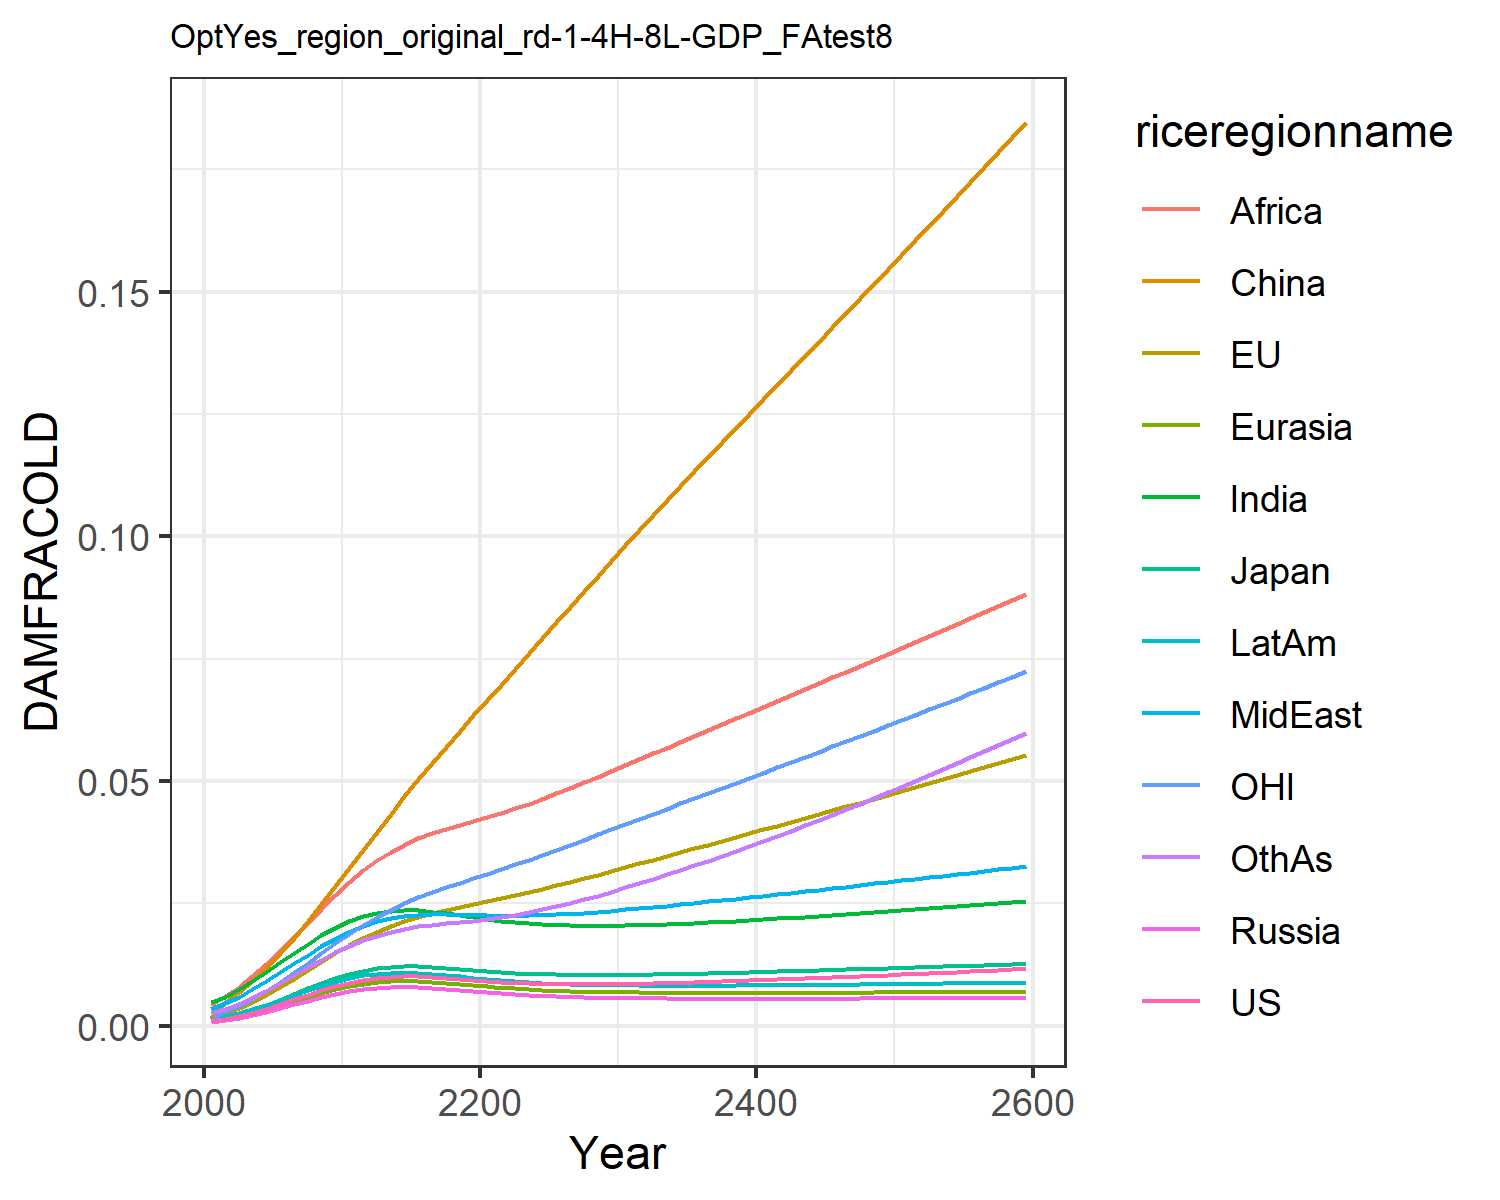 OptYes_region_original_rd-1-4H-8L-GDP_FAtest8
DAMFRACOLD
0.15
0.10
0.05
0.00
2000 2200 2400 2600
Year
riceregionname
Africa
China
EU
Eurasia
India
Japan
LatAm
MidEast
OHI
OthAs
Russia
US